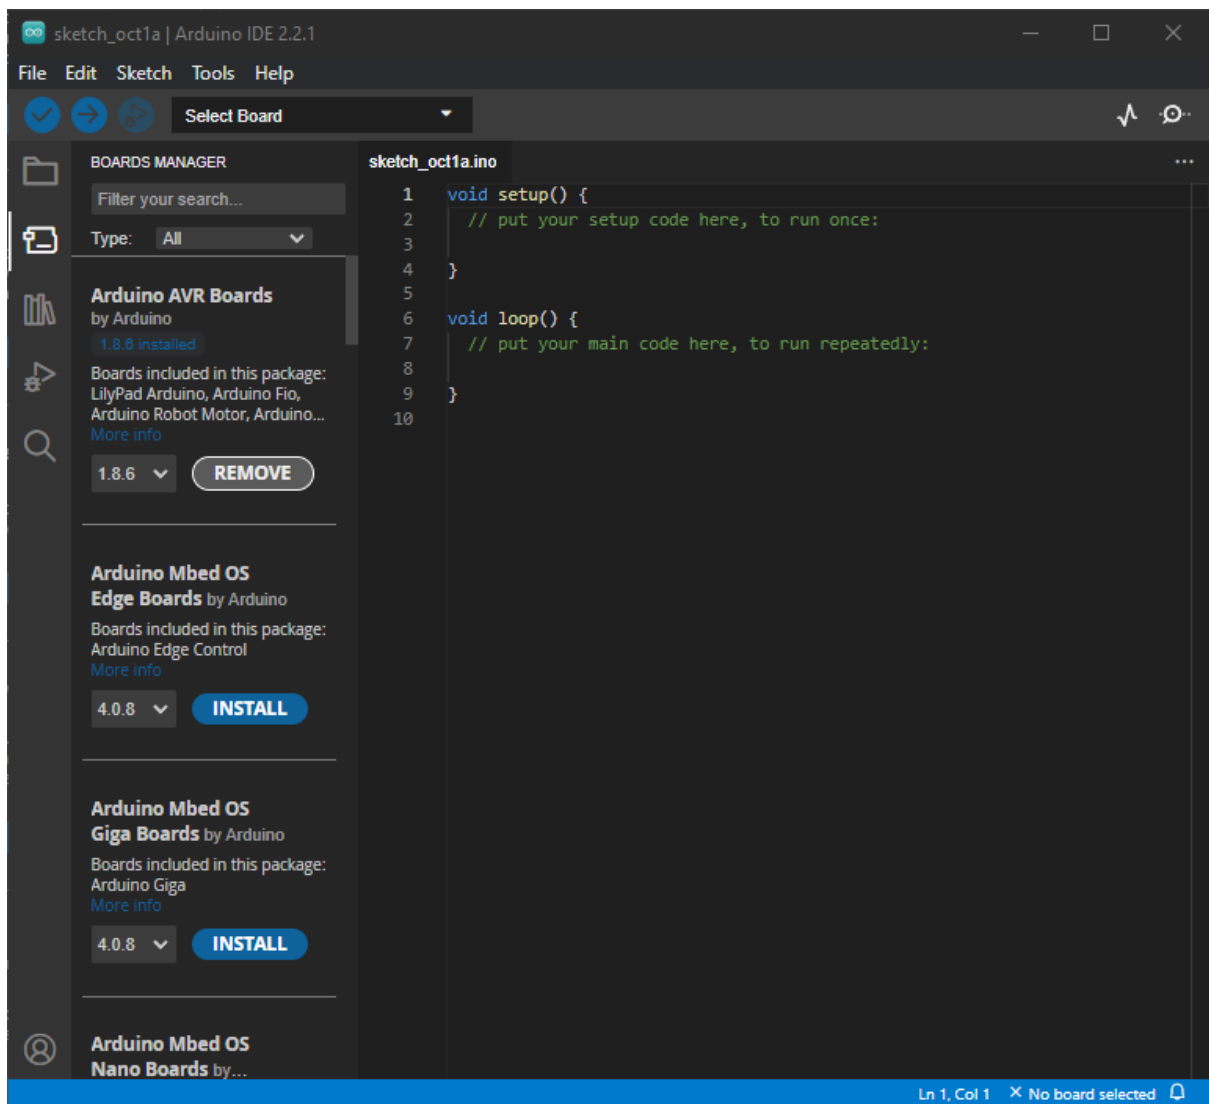 sketch_oct1a | Arduino IDE 2.2.1
File Edit Sketch Tools Help
Select Board
BOARDS MANAGER
Filter your search...
Type: All
Arduino AVR Boards
by Arduino
1.8.6 installed
Boards included in this package:
LilyPad Arduino, Arduino Fio,
Arduino Robot Motor, Arduino...
More info
1.8.6 REMOVE
Arduino Mbed OS
Edge Boards by Arduino
Boards included in this package:
Arduino Edge Control
More info
4.0.8 INSTALL
Arduino Mbed OS
Giga Boards by Arduino
Boards included in this package:
Arduino Giga
More info
4.0.8 INSTALL
Arduino Mbed OS
Nano Boards by...
sketch_oct1a.ino
...
1 void setup() {
2 // put your setup code here, to run once:
3
4 }
5
6 void loop() {
7 // put your main code here, to run repeatedly:
8
9 }
10
Ln 1, Col 1 × No board selected